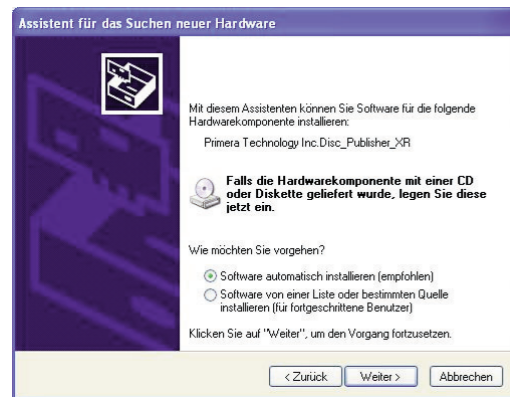 Assistent für das Suchen neuer Hardware
Mit diesem Assistenten können Sie Software für die folgende
Hardwarekomponente installieren:
Primera Technology Inc.Disc_Publisher_XR
Falls die Hardwarekomponente mit einer CD
oder Diskette geliefert wurde, legen Sie diese
jetzt ein.
Wie möchten Sie vorgehen?
Software automatisch installieren (empfohlen)
Software von einer Liste oder bestimmten Quelle
installieren (für fortgeschrittene Benutzer)
Klicken Sie auf "Weiter", um den Vorgang fortzusetzen.
< Zurück Weiter > Abbrechen